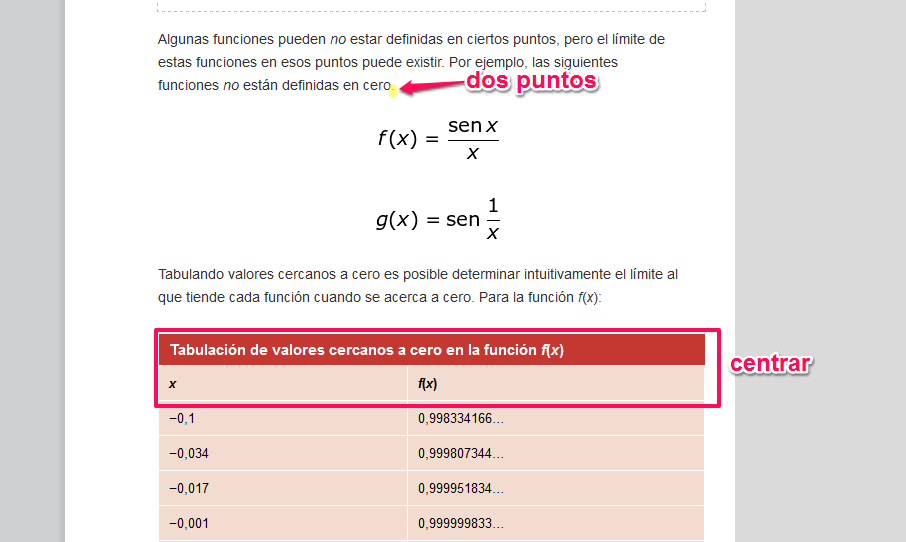 Algunas funciones pueden no estar definidas en ciertos puntos, pero el límite de
estas funciones en esos puntos puede existir. Por ejemplo, las siguientes
funciones no están definidas en cero.
dos puntos
f(x) = sen x / x
g(x) = sen 1 / x
Tabulando valores cercanos a cero es posible determinar intuitivamente el límite al
que tiende cada función cuando se acerca a cero. Para la función f(x):
Tabulación de valores cercanos a cero en la función f(x)
centrar
x f(x)
−0,1 0,998334166...
−0,034 0,999807344...
−0,017 0,999951834...
−0,001 0,999999833...